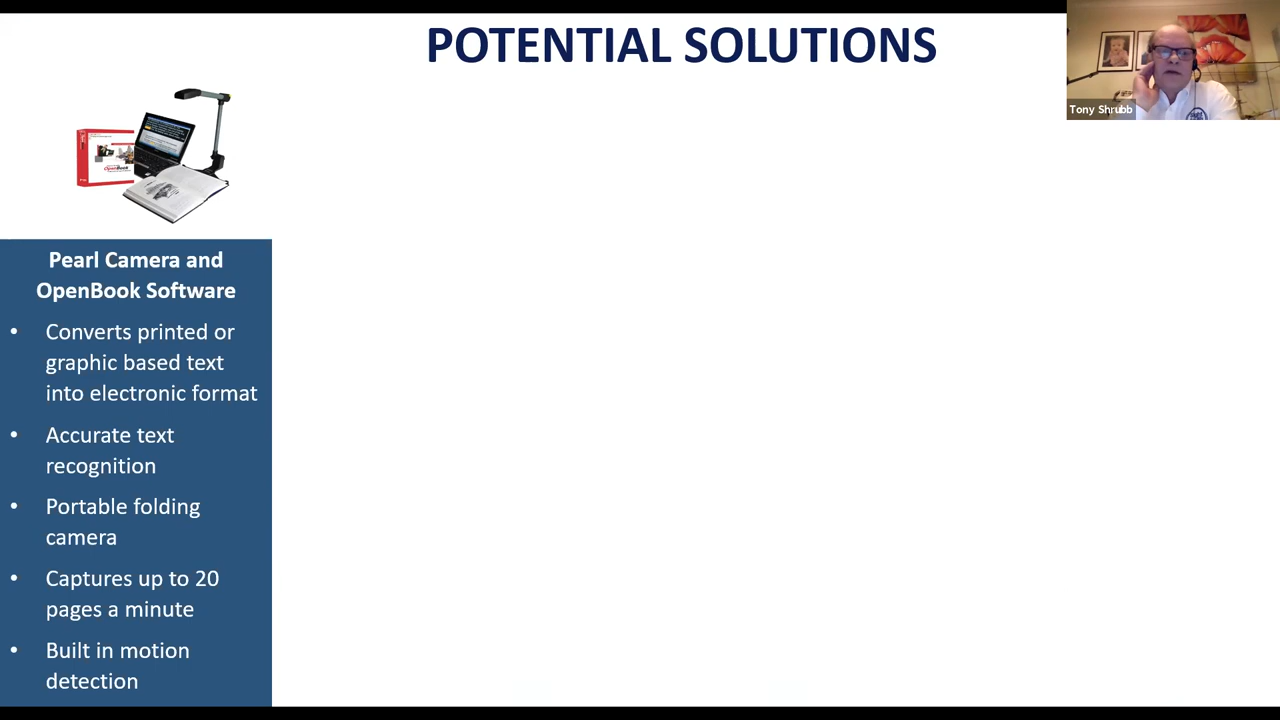 POTENTIAL SOLUTIONS
Tony Shrubb
OpenBook
Pearl Camera and
OpenBook Software
• Converts printed or
graphic based text
into electronic format
• Accurate text
recognition
• Portable folding
camera
• Captures up to 20
pages a minute
• Built in motion
detection